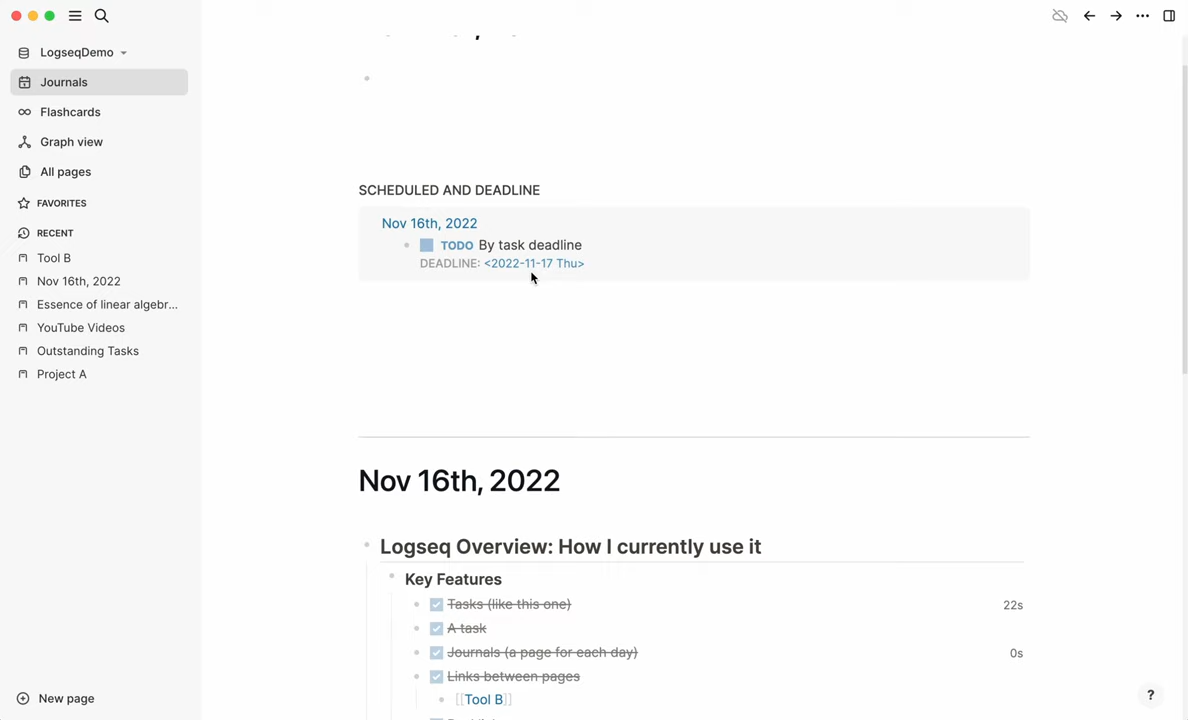 LogseqDemo
Journals
Flashcards
Graph view
All pages
FAVORITES
RECENT
Tool B
Nov 16th, 2022
Essence of linear algebr...
YouTube Videos
Outstanding Tasks
Project A
New page
SCHEDULED AND DEADLINE
Nov 16th, 2022
TODO By task deadline
DEADLINE: <2022-11-17 Thu>
Nov 16th, 2022
Logseq Overview: How I currently use it
Key Features
Tasks (like this one) 22s
A task
Journals (a page for each day) 0s
Links between pages
[[Tool B]]
?